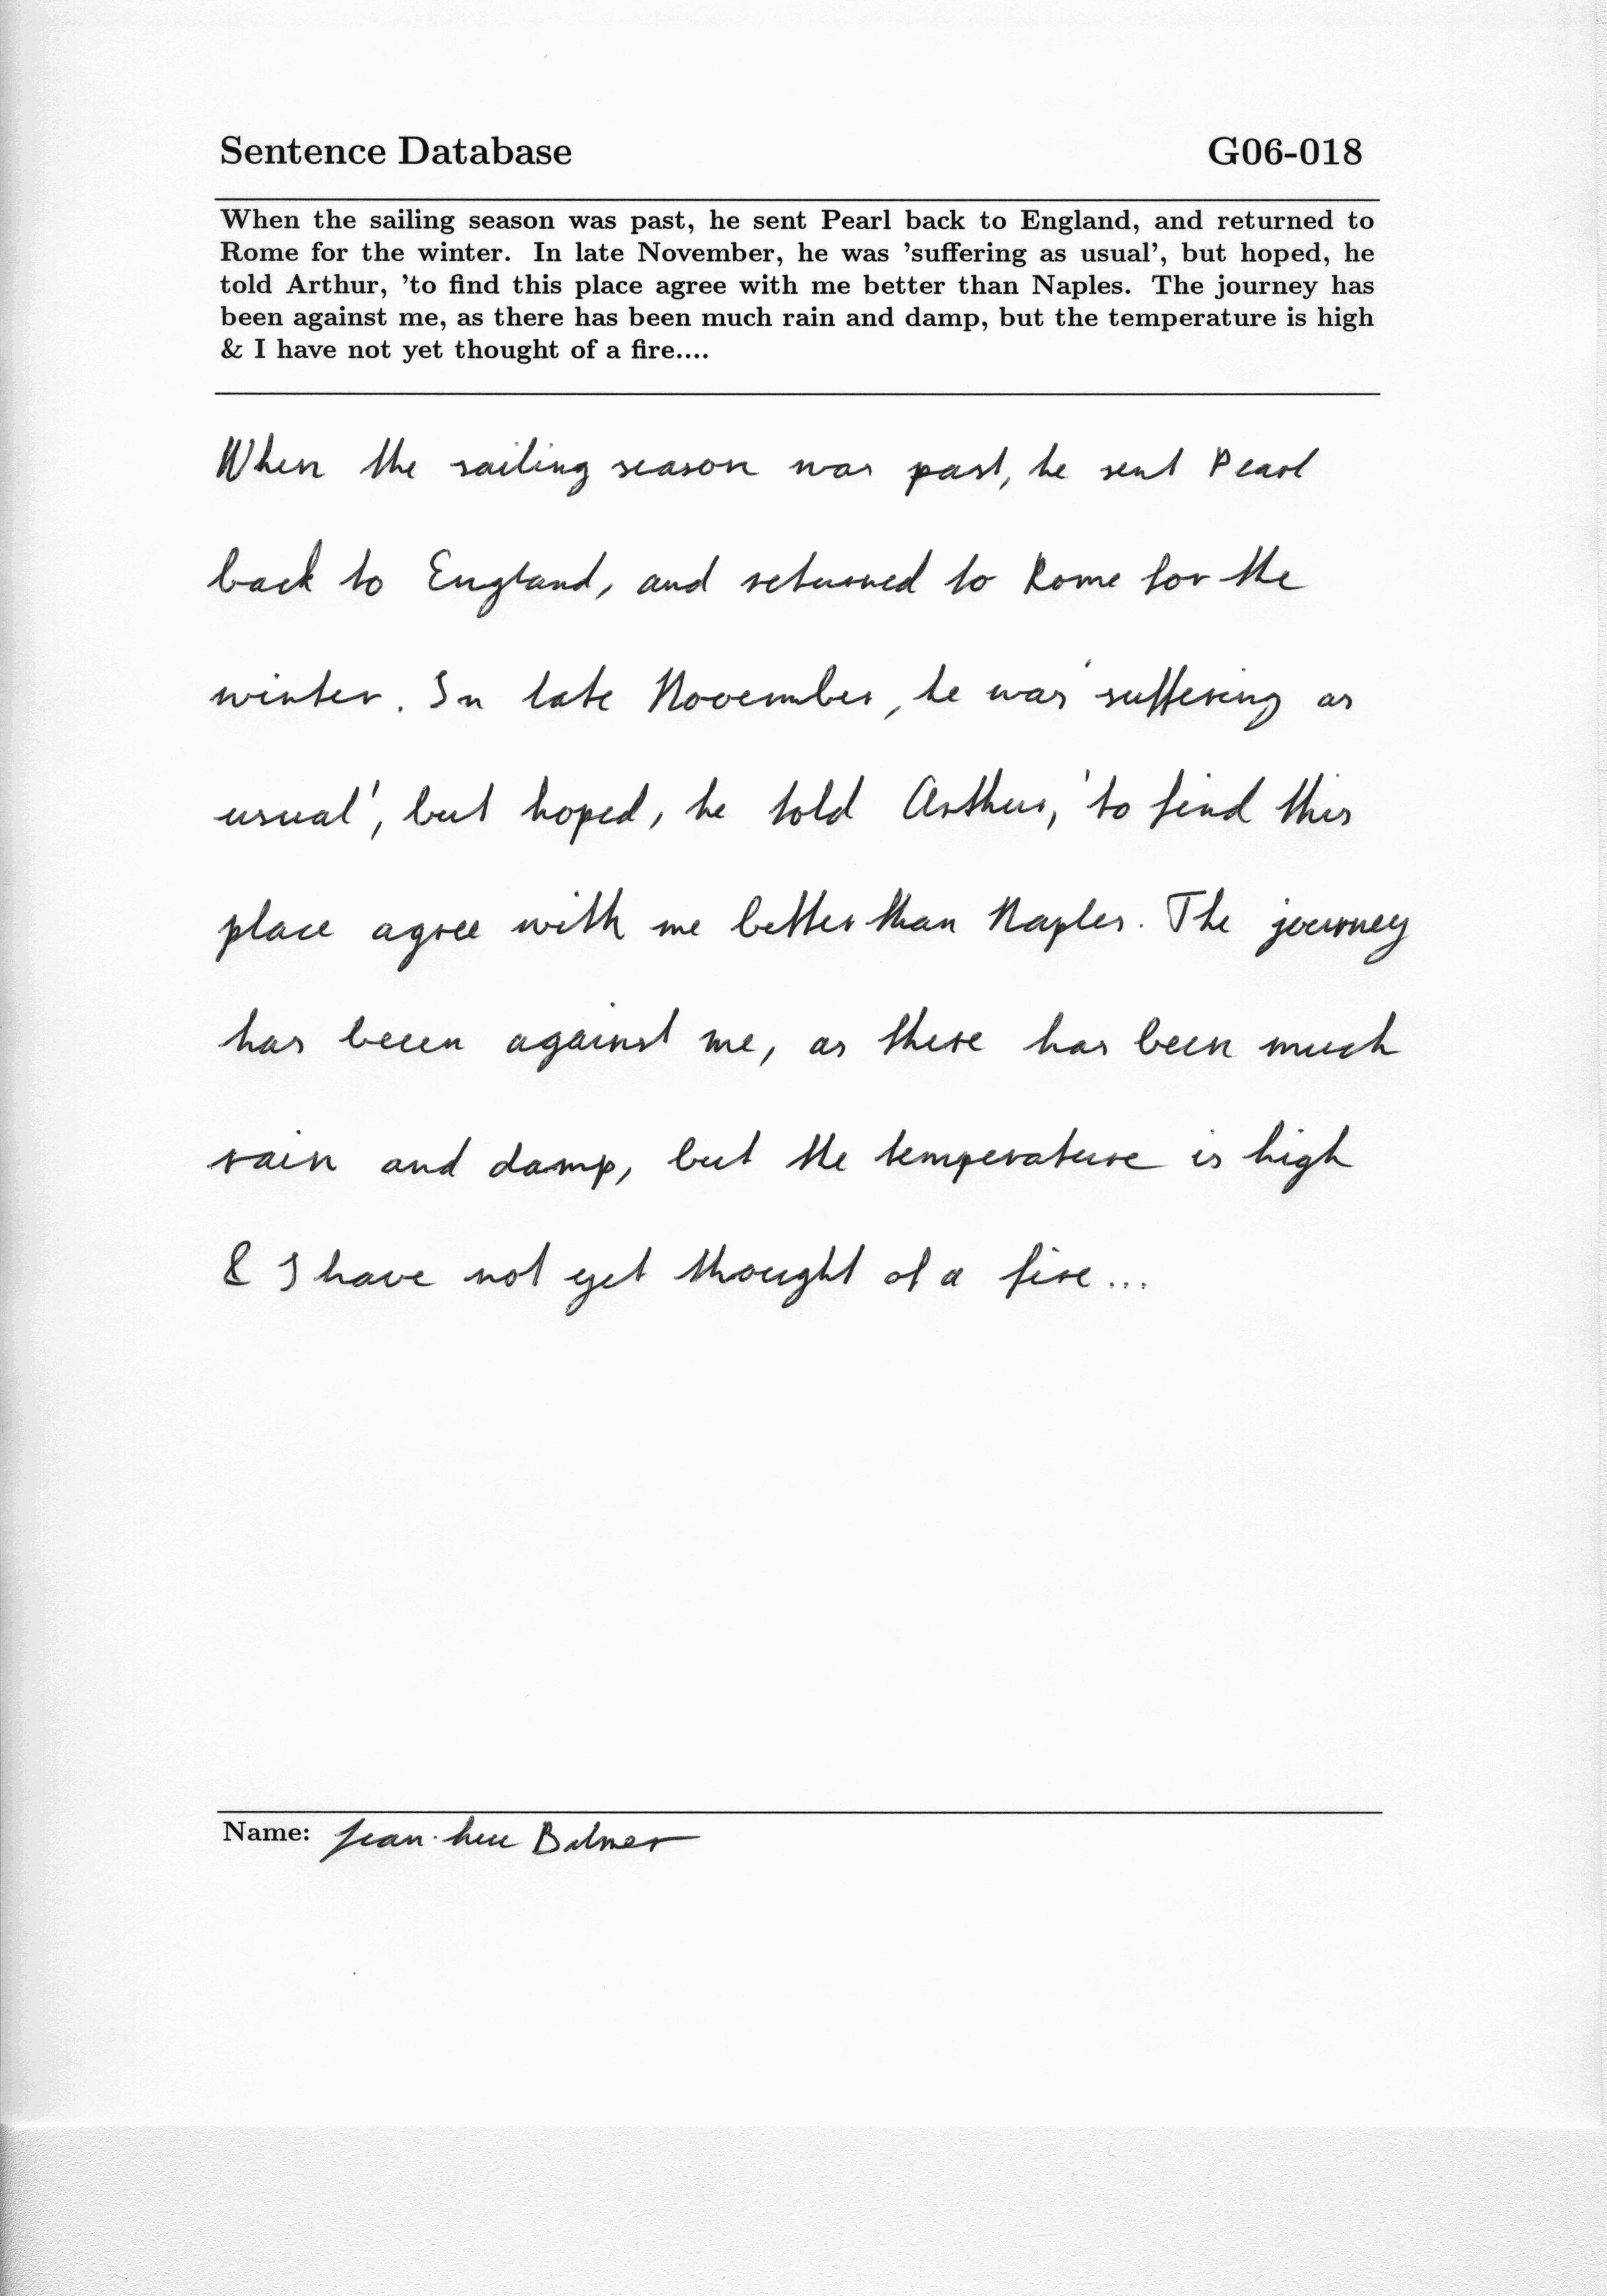 Sentence Database G06-018
When the sailing season was past, he sent Pearl back to England, and returned to
Rome for the winter. In late November, he was 'suffering as usual', but hoped, he
told Arthur, 'to find this place agree with me better than Naples. The journey has
been against me, as there has been much rain and damp, but the temperature is high
& I have not yet thought of a fire....
When the sailing season was past, he sent Pearl
back to England, and returned to Rome for the
winter. In late November, he was 'suffering as
usual', but hoped, he told Arthur, 'to find this
place agree with me better than Naples. The journey
has beeen against me, as there has been much
rain and damp, but the temperature is high
& I have not yet thought of a fire...
Name: Jean-